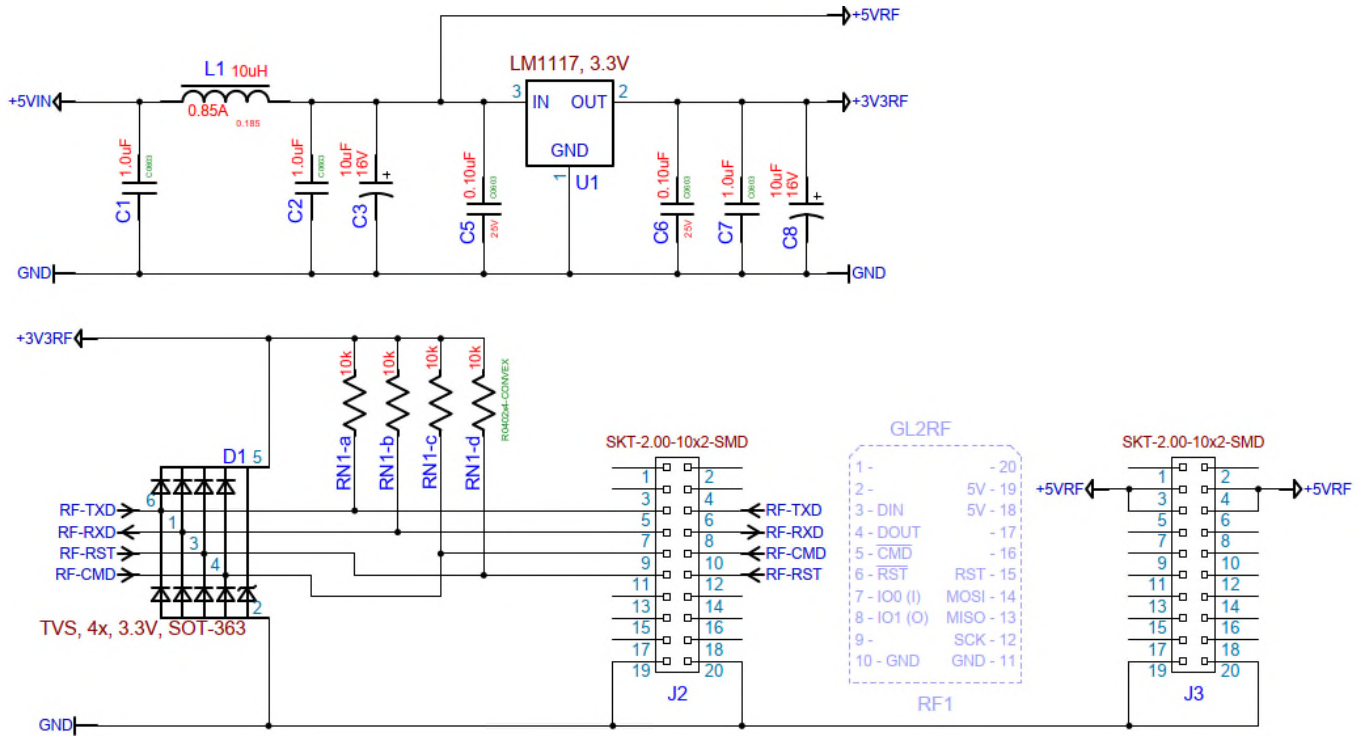 +5VRF
L1 10uH
LM1117, 3.3V
+5VIN
0.85A
0.185
3 IN OUT 2
+3V3RF
GND
1 U1
1.0uF C0603 C1
1.0uF C0603 C2
10uF 16V + C3
0.10uF C0603 25V C5
0.10uF C0603 25V C6
1.0uF C0603 C7
10uF 16V + C8
GND
GND
+3V3RF
10k RN1-a
10k RN1-b
10k RN1-c
10k RN1-d
R0402x4-CONVEX
D1 5
RF-TXD 6
RF-RXD 1
RF-RST 3
RF-CMD 4
2
TVS, 4x, 3.3V, SOT-363
GND
SKT-2.00-10x2-SMD
1 2
3 4
5 6
7 8
9 10
11 12
13 14
15 16
17 18
19 20
J2
RF-TXD
RF-RXD
RF-CMD
RF-RST
GL2RF
1 - - 20
2 - 5V - 19
3 - DIN 5V - 18
4 - DOUT - 17
5 - CMD - 16
6 - RST RST - 15
7 - IO0 (I) MOSI - 14
8 - IO1 (O) MISO - 13
9 - SCK - 12
10 - GND GND - 11
RF1
SKT-2.00-10x2-SMD
+5VRF
+5VRF
1 2
3 4
5 6
7 8
9 10
11 12
13 14
15 16
17 18
19 20
J3